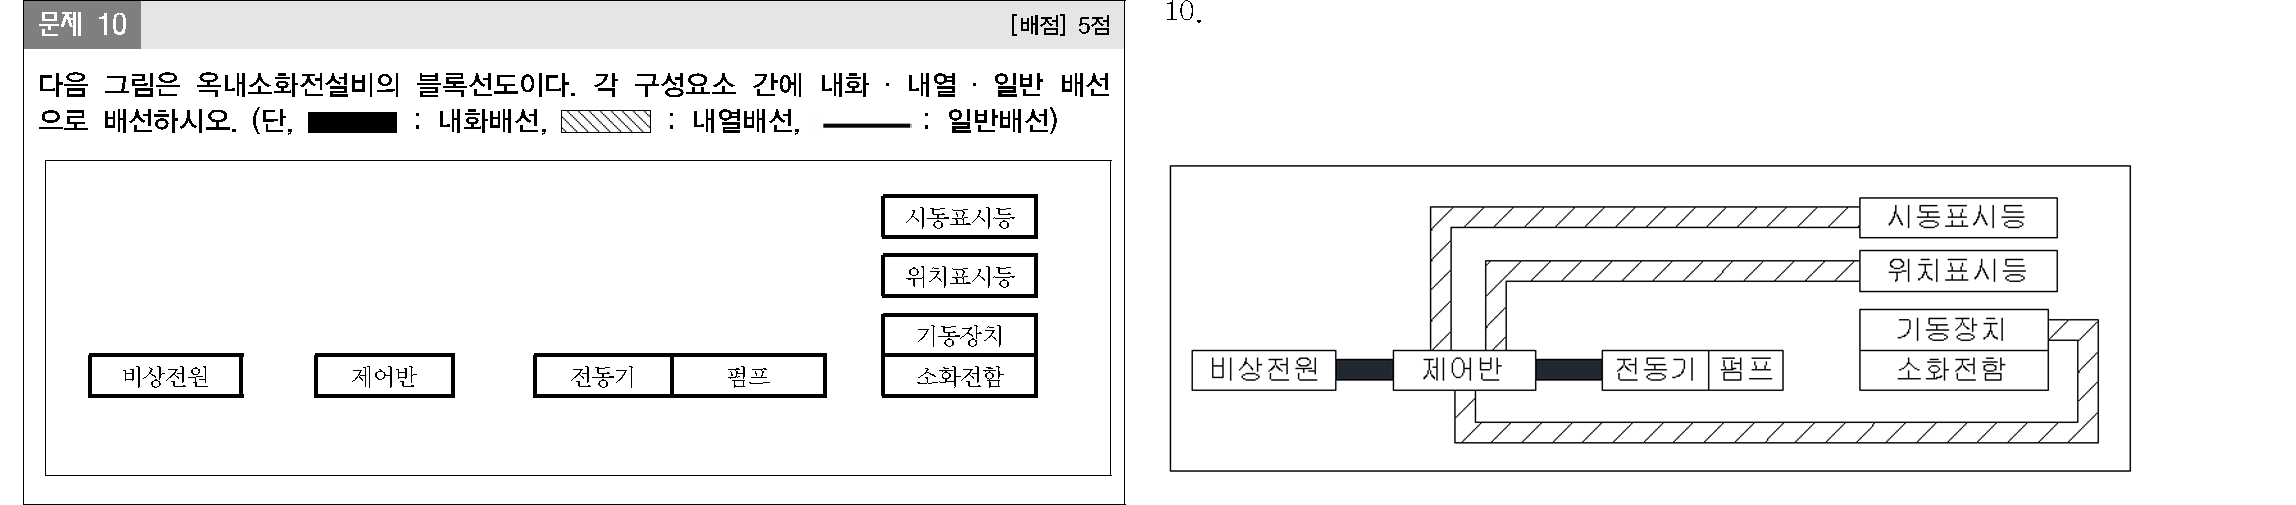 문제 10
[배점] 5점
다음 그림은 옥내소화전설비의 블록선도이다. 각 구성요소 간에 내화 · 내열 · 일반 배선
으로 배선하시오. (단, : 내화배선, : 내열배선, : 일반배선)
시동표시등
위치표시등
기동장치
비상전원 제어반 전동기 펌프 소화전함
10.
시동표시등
위치표시등
기동장치
비상전원 제어반 전동기 펌프 소화전함